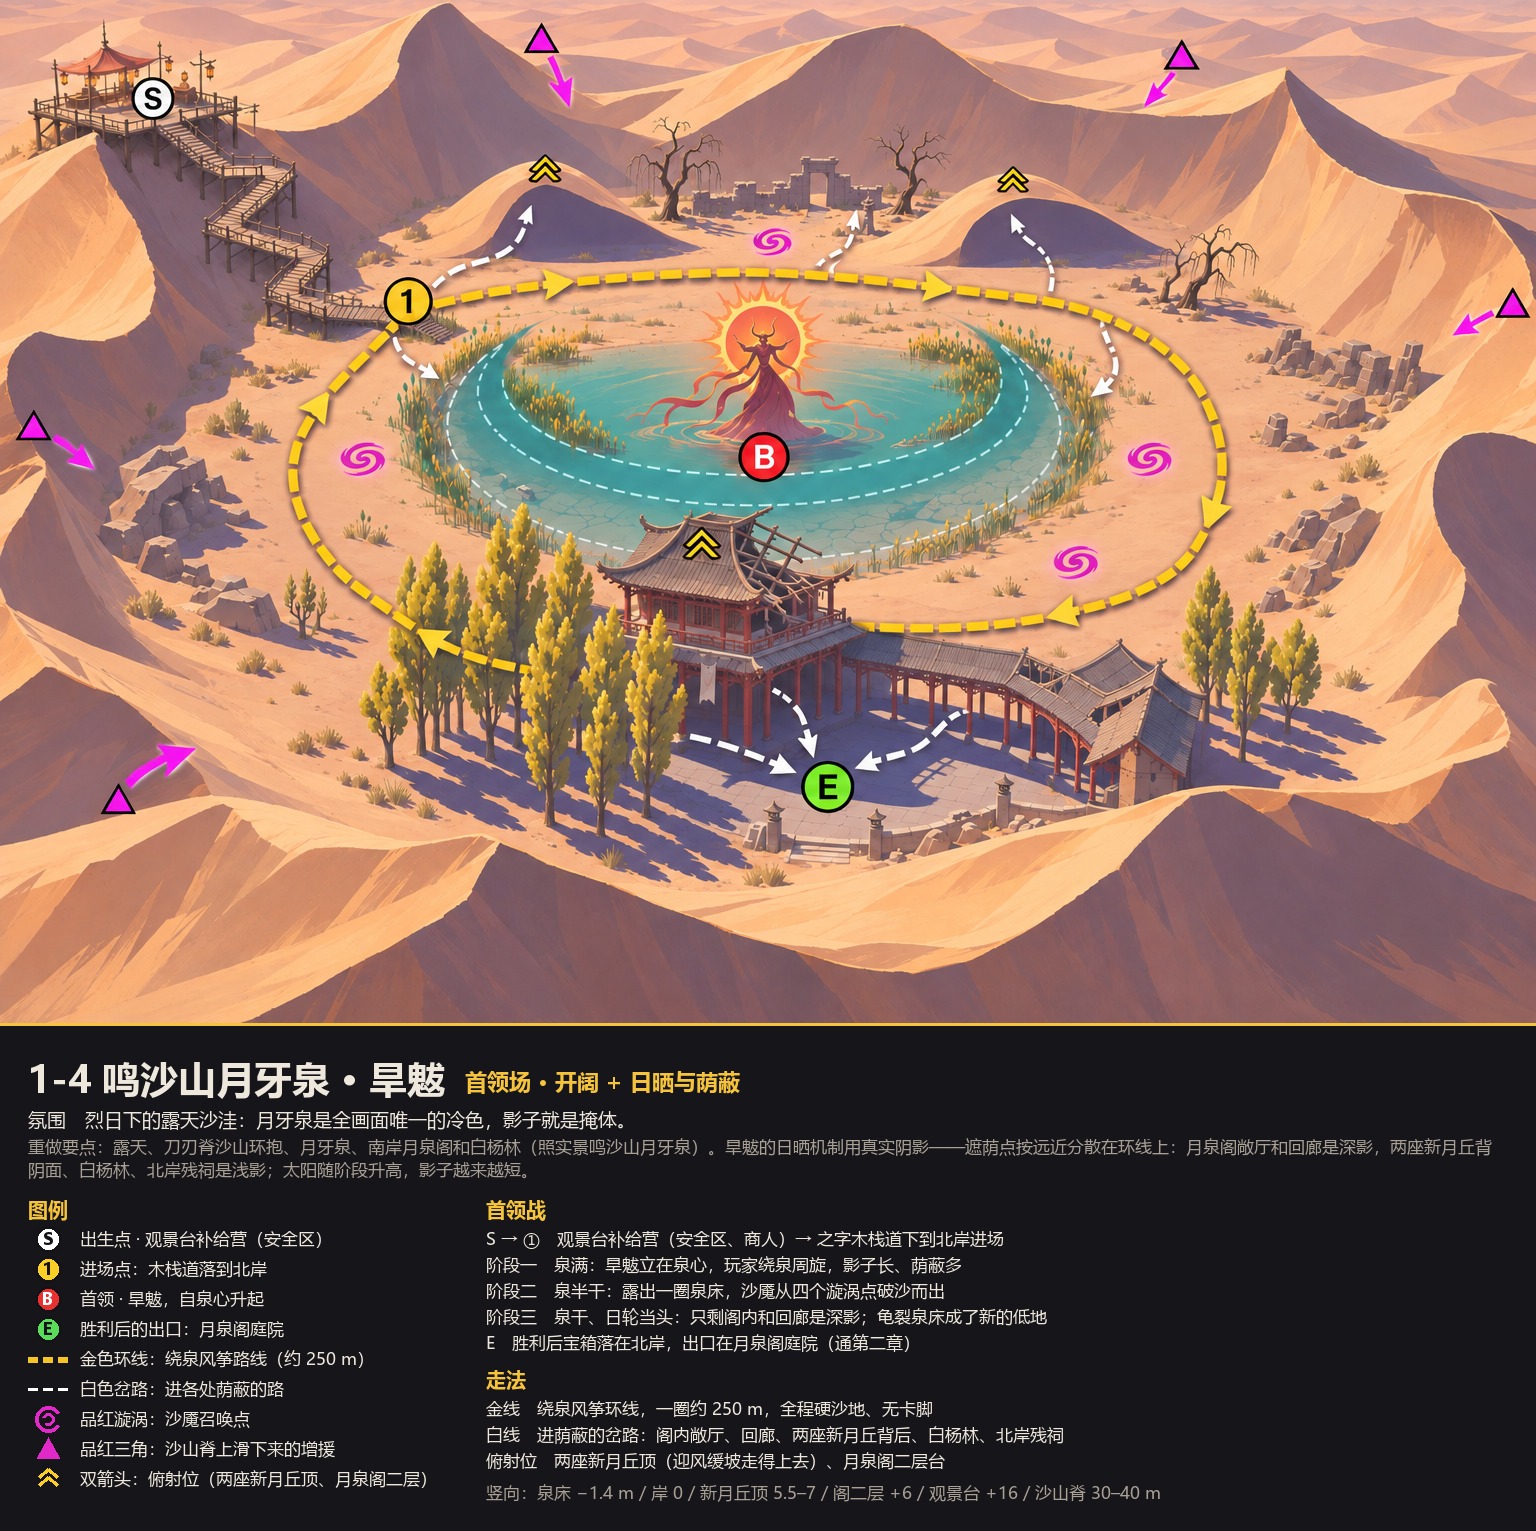 S
1
B
E
1-4 鸣沙山月牙泉·旱魃 首领场·开阔 + 日晒与荫蔽
氛围 烈日下的露天沙洼：月牙泉是全画面唯一的冷色，影子就是掩体。
重做要点：露天、刀刃脊沙山环抱、月牙泉、南岸月泉阁和白杨林（照实景鸣沙山月牙泉）。旱魃的日晒机制用真实阴影——遮荫点按远近分散在环线上：月泉阁敞厅和回廊是深影，两座新月丘背
阴面、白杨林、北岸残祠是浅影；太阳随阶段升高，影子越来越短。
图例
S 出生点·观景台补给营（安全区）
1 进场点：木栈道落到北岸
B 首领·旱魃，自泉心升起
E 胜利后的出口：月泉阁庭院
金色环线：绕泉风筝路线（约 250 m）
白色岔路：进各处荫蔽的路
品红漩涡：沙魇召唤点
品红三角：沙山脊上滑下来的增援
双箭头：俯射位（两座新月丘顶、月泉阁二层）
首领战
S → ① 观景台补给营（安全区、商人）→ 之字木栈道下到北岸进场
阶段一 泉满：旱魃立在泉心，玩家绕泉周旋，影子长、荫蔽多
阶段二 泉半干：露出一圈泉床，沙魇从四个漩涡点破沙而出
阶段三 泉干、日轮当头：只剩阁内和回廊是深影；龟裂泉床成了新的低地
E 胜利后宝箱落在北岸，出口在月泉阁庭院（通第二章）
走法
金线 绕泉风筝环线，一圈约 250 m，全程硬沙地、无卡脚
白线 进荫蔽的岔路：阁内敞厅、回廊、两座新月丘背后、白杨林、北岸残祠
俯射位 两座新月丘顶（迎风缓坡走得上去）、月泉阁二层台
竖向：泉床 −1.4 m / 岸 0 / 新月丘顶 5.5–7 / 阁二层 +6 / 观景台 +16 / 沙山脊 30–40 m